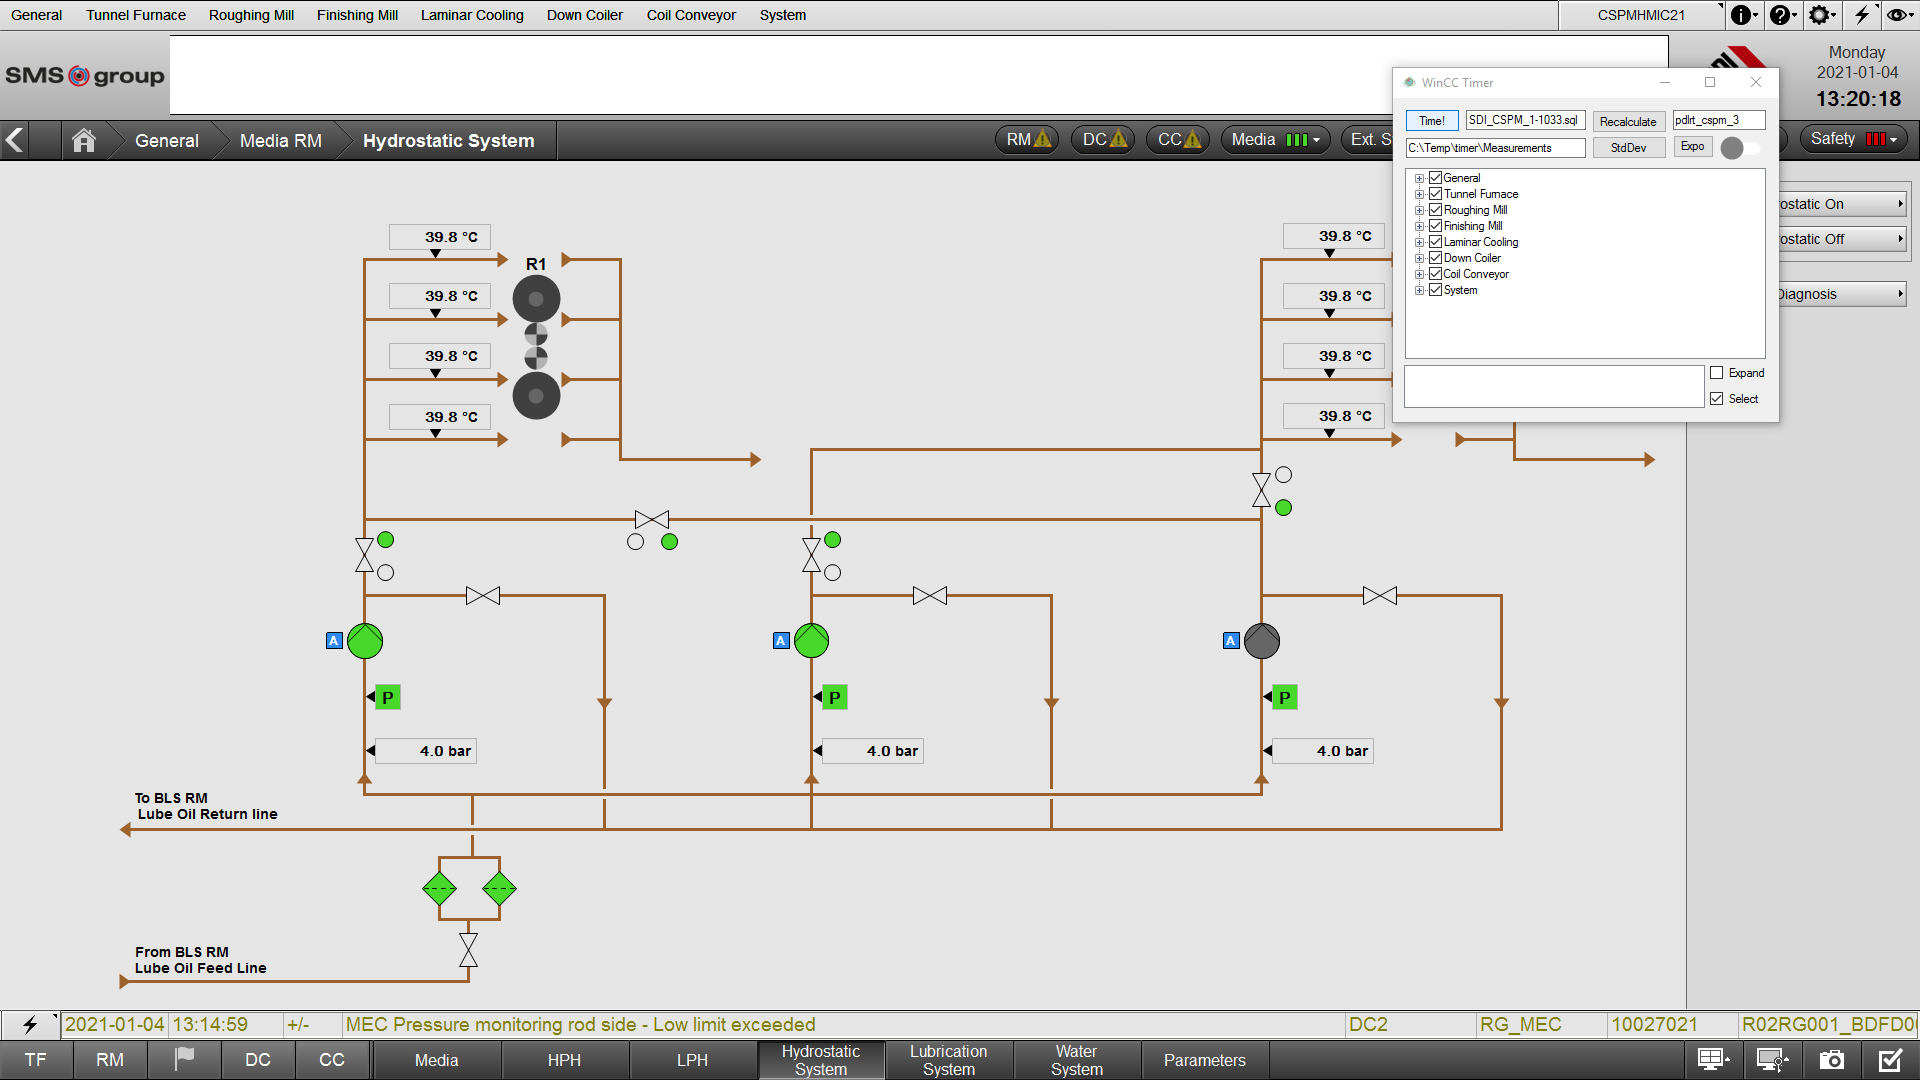 General Tunnel Furnace Roughing Mill Finishing Mill Laminar Cooling Down Coiler Coil Conveyor System CSPMHMIC21
SMS group
Monday
2021-01-04
13:20:18
General Media RM Hydrostatic System RM DC CC Media Ext. S Safety
WinCC Timer
Time! SDI_CSPM_1-1033.sql Recalculate pdlrt_cspm_3
C:\Temp\timer\Measurements StdDev Expo
General
Tunnel Furnace
Roughing Mill
Finishing Mill
Laminar Cooling
Down Coiler
Coil Conveyor
System
Expand
Select
ostatic On
ostatic Off
Diagnosis
39.8 °C 39.8 °C
R1
39.8 °C 39.8 °C
39.8 °C 39.8 °C
39.8 °C 39.8 °C
A A A
P P P
4.0 bar 4.0 bar 4.0 bar
To BLS RM
Lube Oil Return line
From BLS RM
Lube Oil Feed Line
2021-01-04 13:14:59 +/- MEC Pressure monitoring rod side - Low limit exceeded DC2 RG_MEC 10027021 R02RG001_BDFD0
TF RM DC CC Media HPH LPH Hydrostatic System Lubrication System Water System Parameters